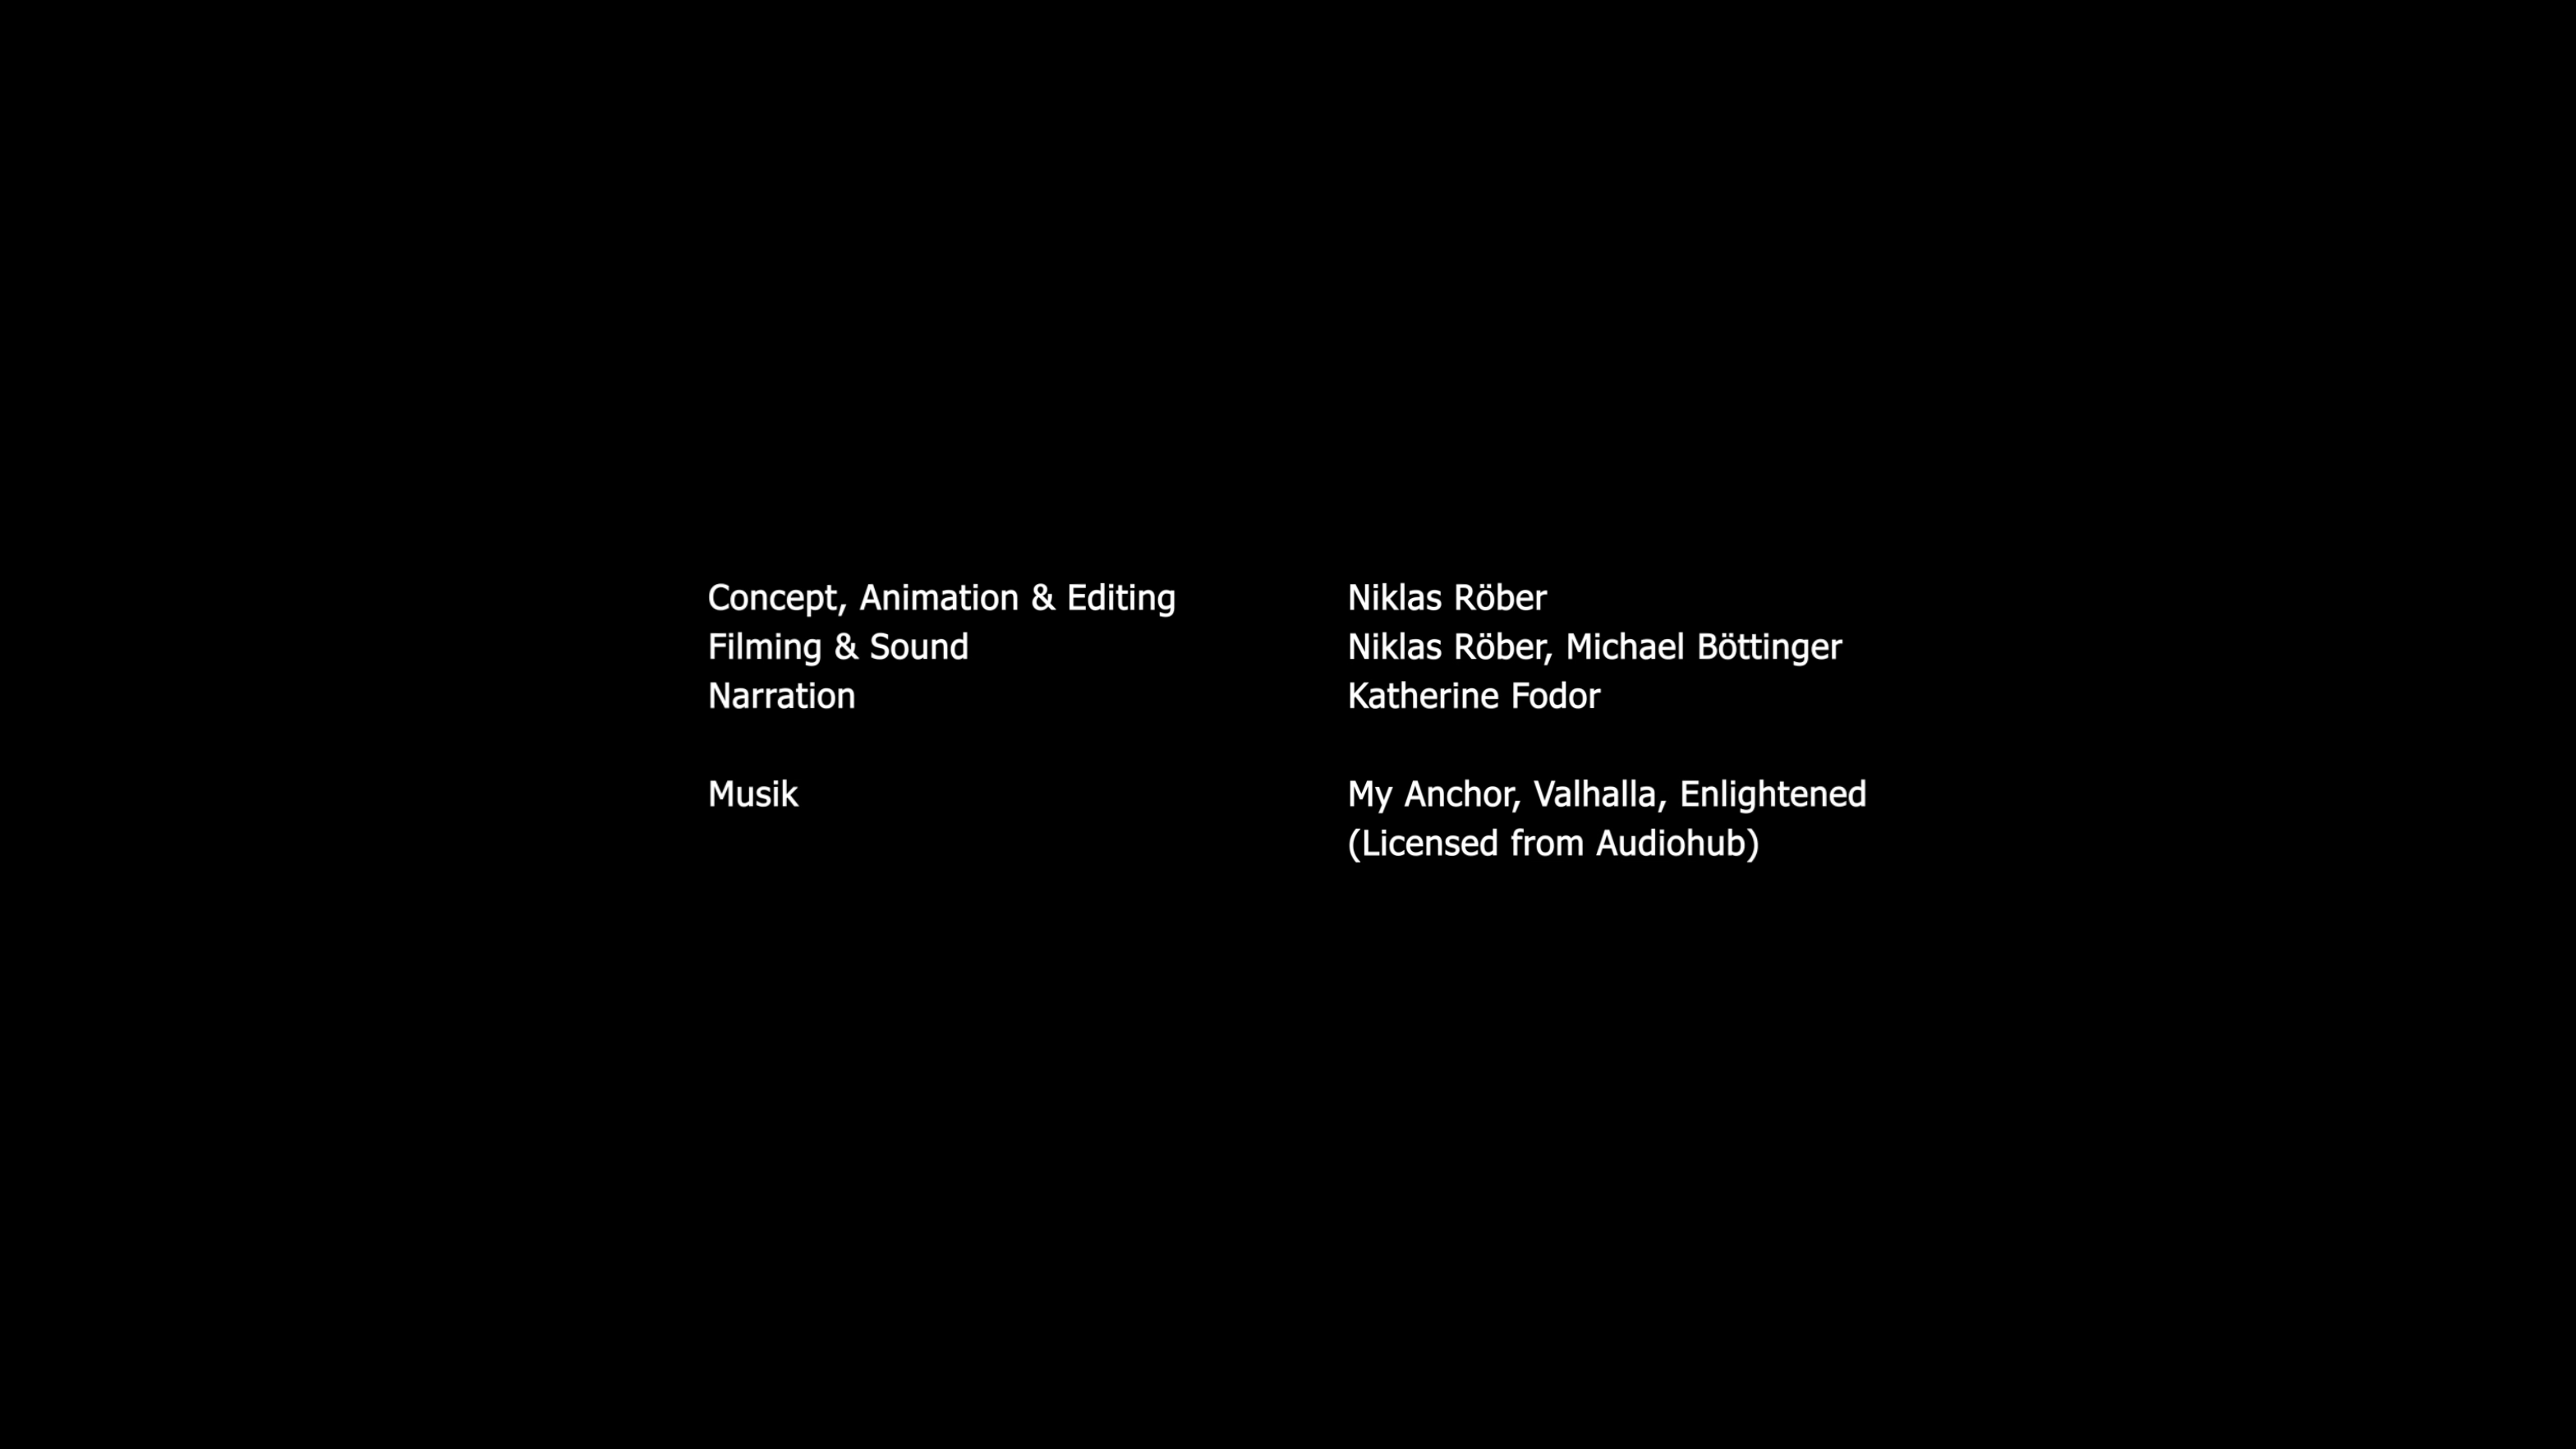 Concept, Animation & Editing Niklas Röber
Filming & Sound Niklas Röber, Michael Böttinger
Narration Katherine Fodor
Musik My Anchor, Valhalla, Enlightened
(Licensed from Audiohub)